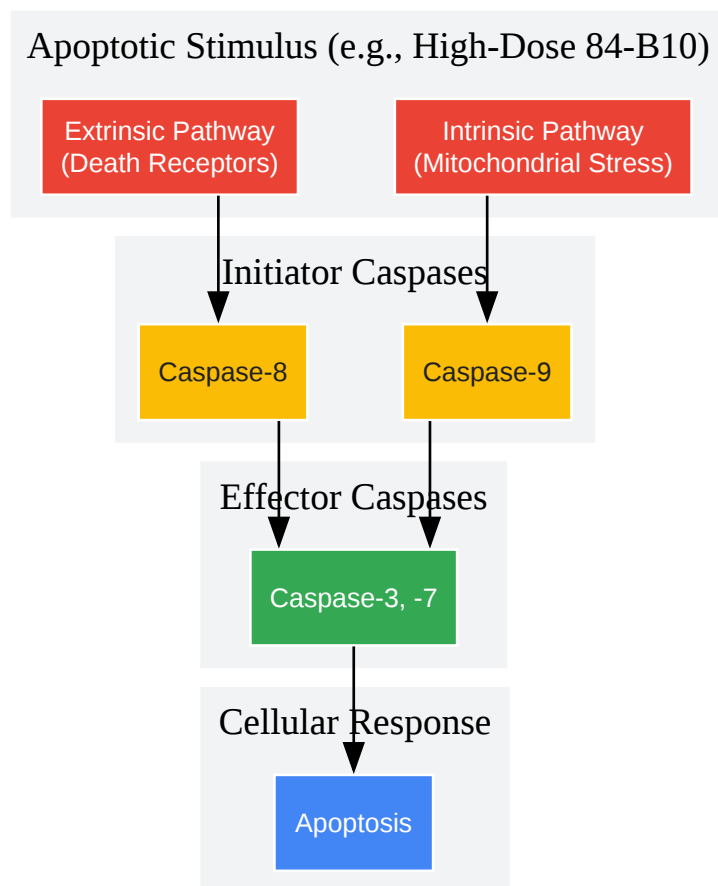 Apoptotic Stimulus (e.g., High-Dose 84-B10)
Extrinsic Pathway
(Death Receptors)
Intrinsic Pathway
(Mitochondrial Stress)
Initiator Caspases
Caspase-8
Caspase-9
Effector Caspases
Caspase-3, -7
Cellular Response
Apoptosis